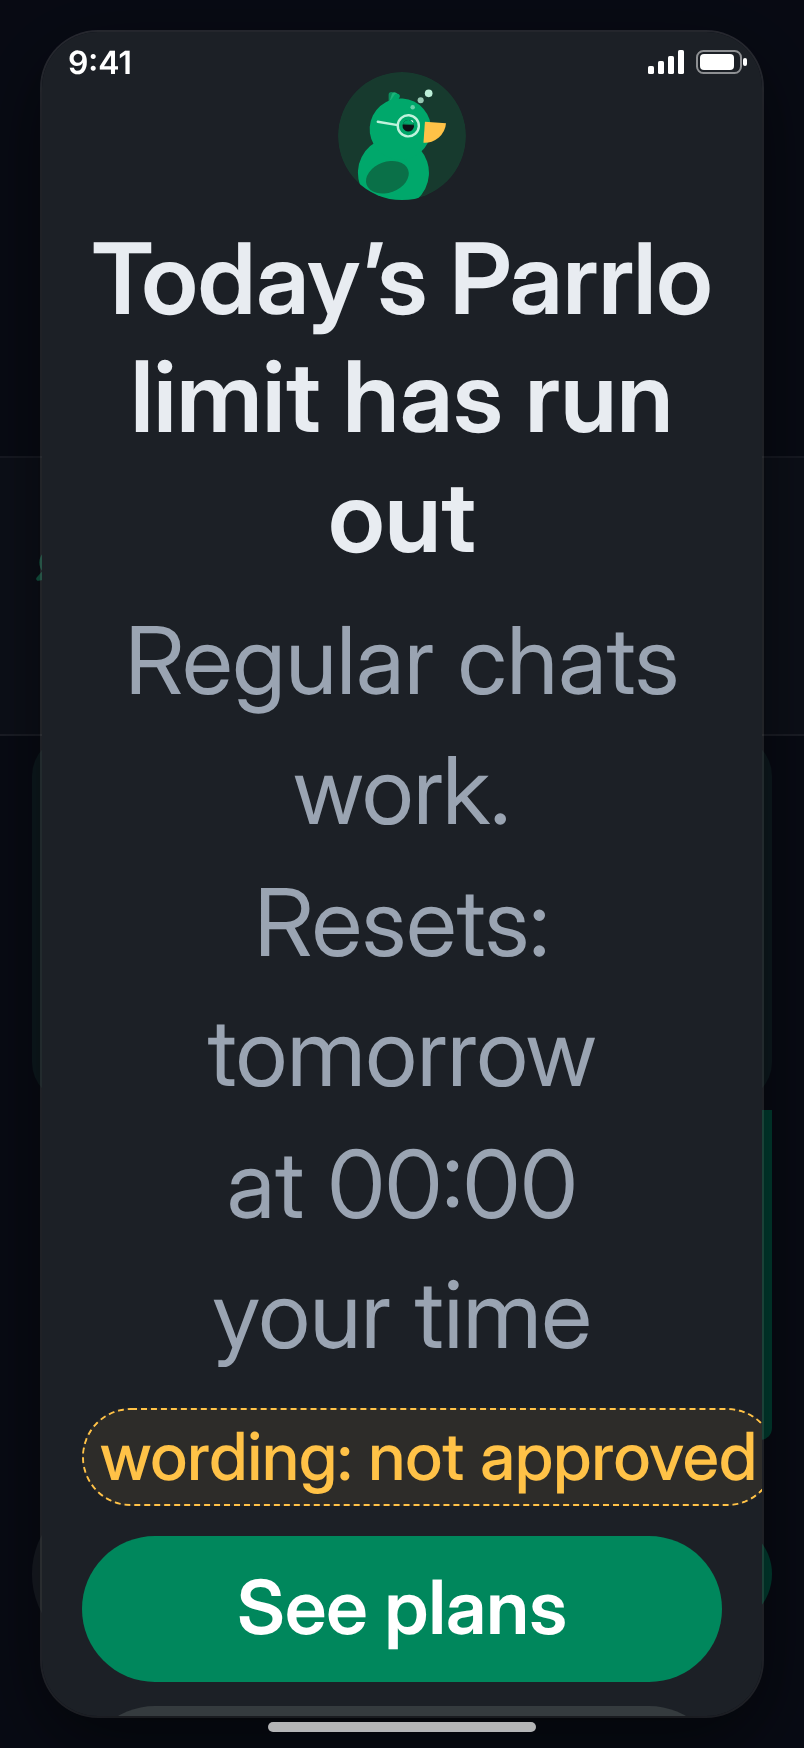 9:41
Today’s Parrlo
limit has run
out
Regular chats
work.
Resets:
tomorrow
at 00:00
your time
wording: not approved
See plans